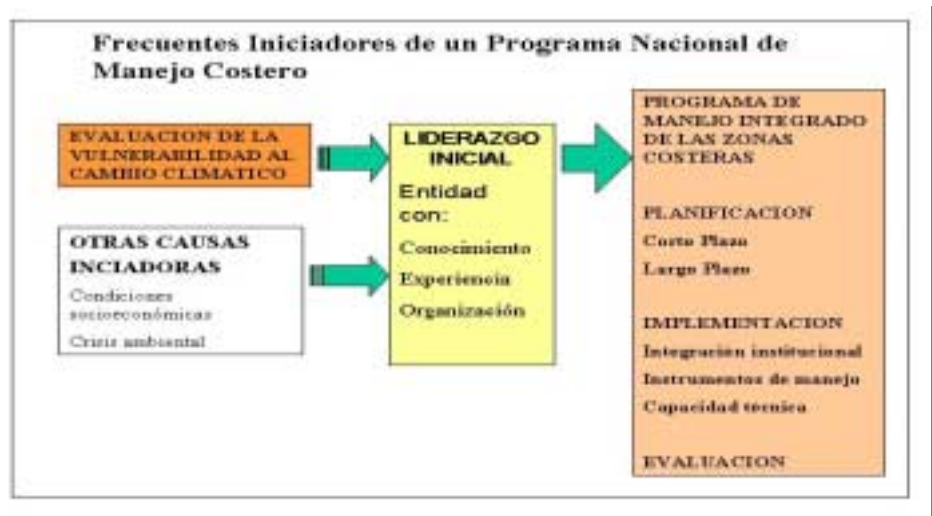 Frecuentes Iniciadores de un Programa Nacional de
Manejo Costero
EVALUACION DE LA
VULNERABILIDAD AL
CAMBIO CLIMATICO
OTRAS CAUSAS
INCIADORAS
Condiciones
socioeconómicas
Crisis ambiental
LIDERAZGO
INICIAL
Entidad
con:
Conocimiento
Experiencia
Organización
PROGRAMA DE
MANEJO INTEGRADO
DE LAS ZONAS
COSTERAS
PLANIFICACION
Corto Plazo
Largo Plazo
IMPLEMENTACION
Integración institucional
Instrumentos de manejo
Capacidad técnica
EVALUACION